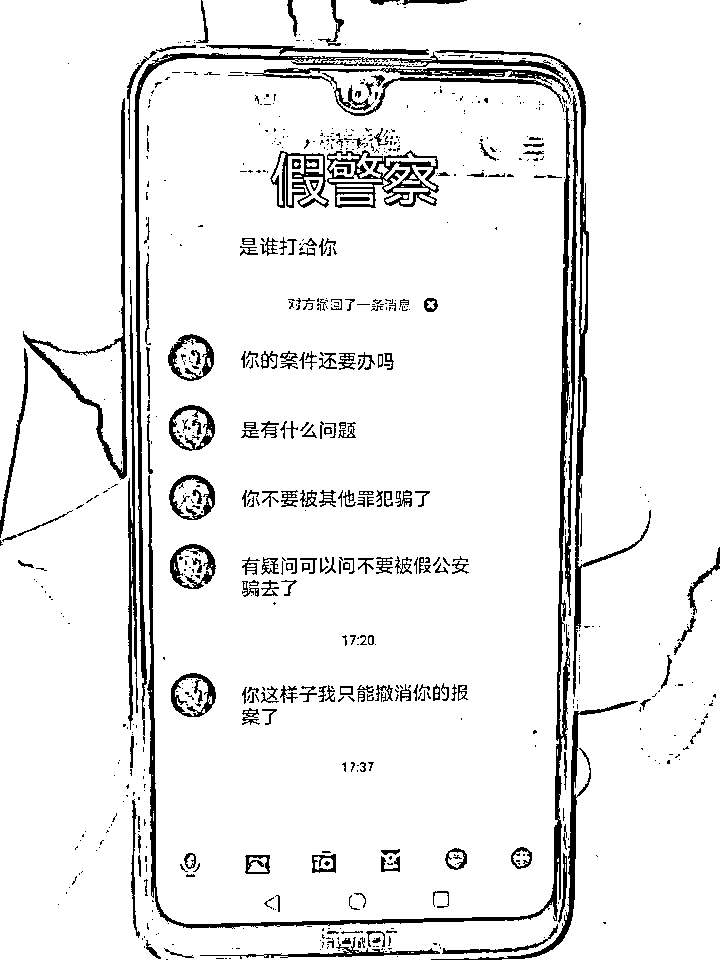 假警察
是谁打给你
对方撤回了一条消息
你的案件还要办吗
是有什么问题
你不要被其他罪犯骗了
有疑问可以问不要被假公安
骗去了
17:20
你这样子我只能撤消你的报
案了
17:37